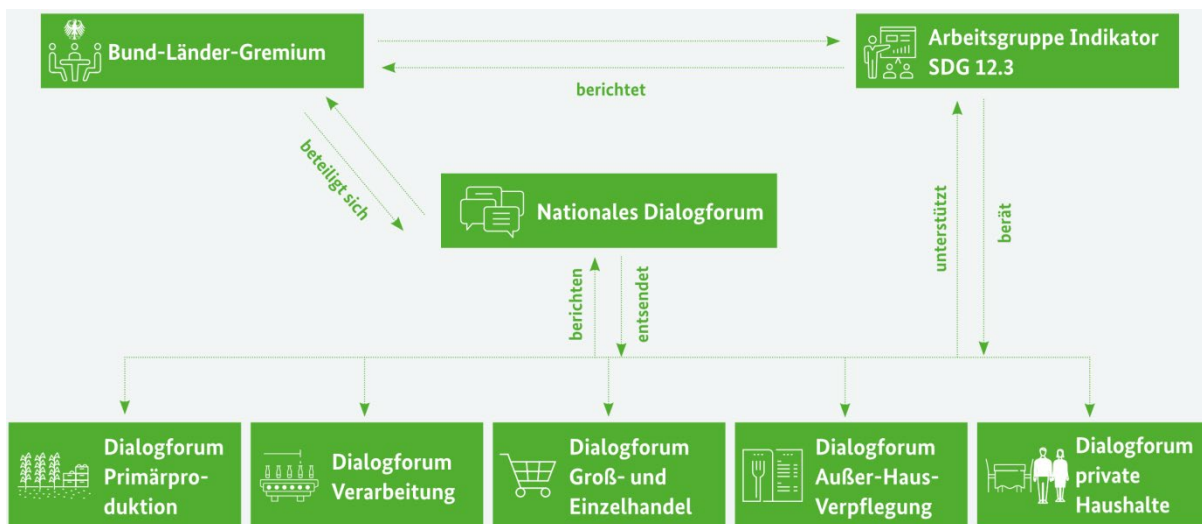 Bund-Länder-Gremium
Arbeitsgruppe Indikator
SDG 12.3
berichtet
beteiligt sich
Nationales Dialogforum
unterstützt
berät
berichten
entsendet
Dialogforum
Primärpro-
duktion
Dialogforum
Verarbeitung
Dialogforum
Groß- und
Einzelhandel
Dialogforum
Außer-Haus-
Verpflegung
Dialogforum
private
Haushalte